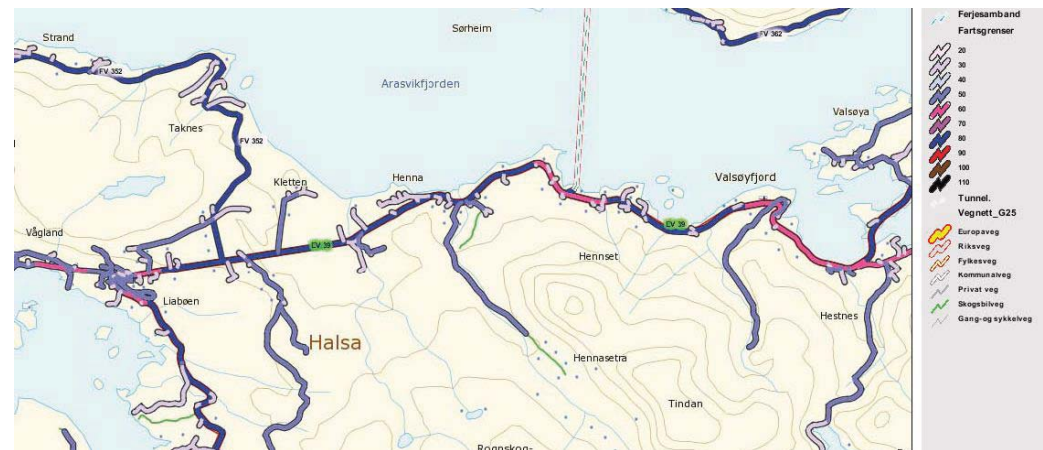 Strand
FV 352
Sørheim
FV 362
Arasvikfjorden
Taknes
FV 352
Valsøya
Kletten
Henna
Valsøyfjord
Vågland
EV 39
EV 39
Hennset
Liabøen
Hestnes
Halsa
Hennasetra
Tindan
Rognskog-
Ferjesamband
Fartsgrenser
20
30
40
50
60
70
80
90
100
110
Tunnel.
Vegnett_G25
Europaveg
Riksveg
Fylkesveg
Kommunalveg
Privat veg
Skogsbilveg
Gang-og sykkelveg